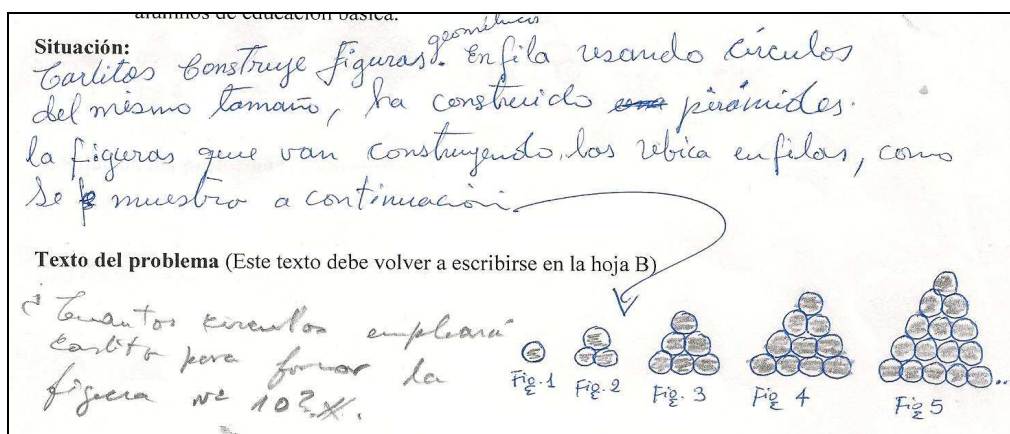 alumnos de educación básica.
Situación:
Carlitos construye figuras geométricas. En fila usando círculos
del mismo tamaño, ha construido una pirámides.
la figuras que van construyendo las ubica en filas, como
se muestro a continuación.
Texto del problema (Este texto debe volver a escribirse en la hoja B)
¿Cuantos circulos empleará
Carlito para formar la
figura Nº 10?
Fig. 1 Fig. 2 Fig. 3 Fig 4 Fig 5 ...